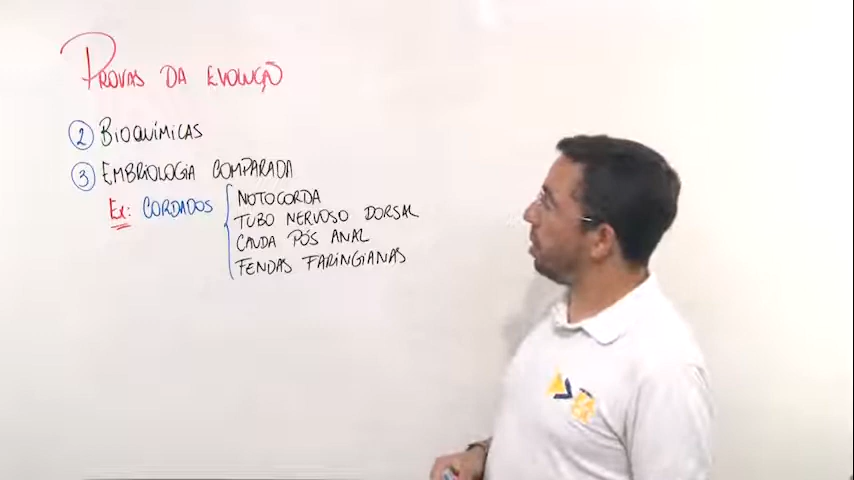 PROVAS DA EVOLUÇÃO
2 BIOQUÍMICAS
3 EMBRIOLOGIA COMPARADA
Ex: CORDADOS
NOTOCORDA
TUBO NERVOSO DORSAL
CAUDA PÓS ANAL
FENDAS FARINGIANAS